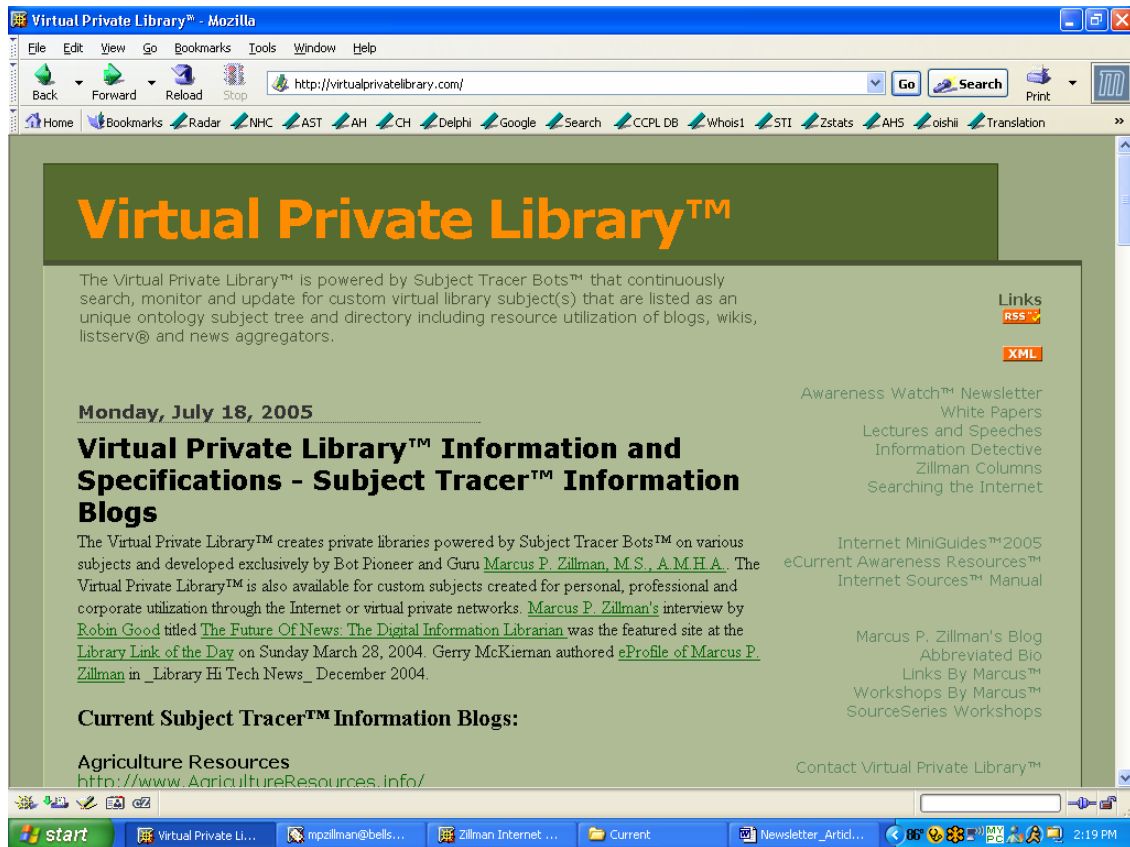 Virtual Private Library™ - Mozilla
File Edit View Go Bookmarks Tools Window Help
Back Forward Reload Stop http://virtualprivatelibrary.com/ Go Search Print
Home Bookmarks Radar NHC AST AH CH Delphi Google Search CCPL DB Whois1 STI Zstats AHS oishii Translation »
Virtual Private Library™
The Virtual Private Library™ is powered by Subject Tracer Bots™ that continuously
search, monitor and update for custom virtual library subject(s) that are listed as an
unique ontology subject tree and directory including resource utilization of blogs, wikis,
listserv® and news aggregators.
Links
RSS
XML
Awareness Watch™ Newsletter
White Papers
Lectures and Speeches
Information Detective
Zillman Columns
Searching the Internet
Internet MiniGuides™2005
eCurrent Awareness Resources™
Internet Sources™ Manual
Marcus P. Zillman's Blog
Abbreviated Bio
Links By Marcus™
Workshops By Marcus™
SourceSeries Workshops
Contact Virtual Private Library™
Monday, July 18, 2005
Virtual Private Library™ Information and
Specifications - Subject Tracer™ Information
Blogs
The Virtual Private Library™ creates private libraries powered by Subject Tracer Bots™ on various
subjects and developed exclusively by Bot Pioneer and Guru Marcus P. Zillman, M.S., A.M.H.A.. The
Virtual Private Library™ is also available for custom subjects created for personal, professional and
corporate utilization through the Internet or virtual private networks. Marcus P. Zillman's interview by
Robin Good titled The Future Of News: The Digital Information Librarian was the featured site at the
Library Link of the Day on Sunday March 28, 2004. Gerry McKiernan authored eProfile of Marcus P.
Zillman in _Library Hi Tech News_ December 2004.
Current Subject Tracer™ Information Blogs:
Agriculture Resources
http://www.AgricultureResources.info/
start Virtual Private Li... mpzillman@bells... Zillman Internet ... Current Newsletter_Articl... 86° MY PC 2:19 PM